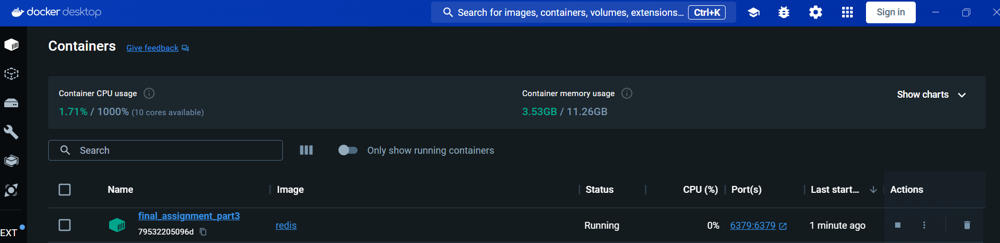 docker desktop
Search for images, containers, volumes, extensions... Ctrl+K
Sign in
Containers Give feedback
Container CPU usage
1.71% / 1000% (10 cores available)
Container memory usage
3.53GB / 11.26GB
Show charts
Search
Only show running containers
Name Image Status CPU (%) Port(s) Last start... Actions
final_assignment_part3
79532205096d
redis
Running
0%
6379:6379
1 minute ago
EXT